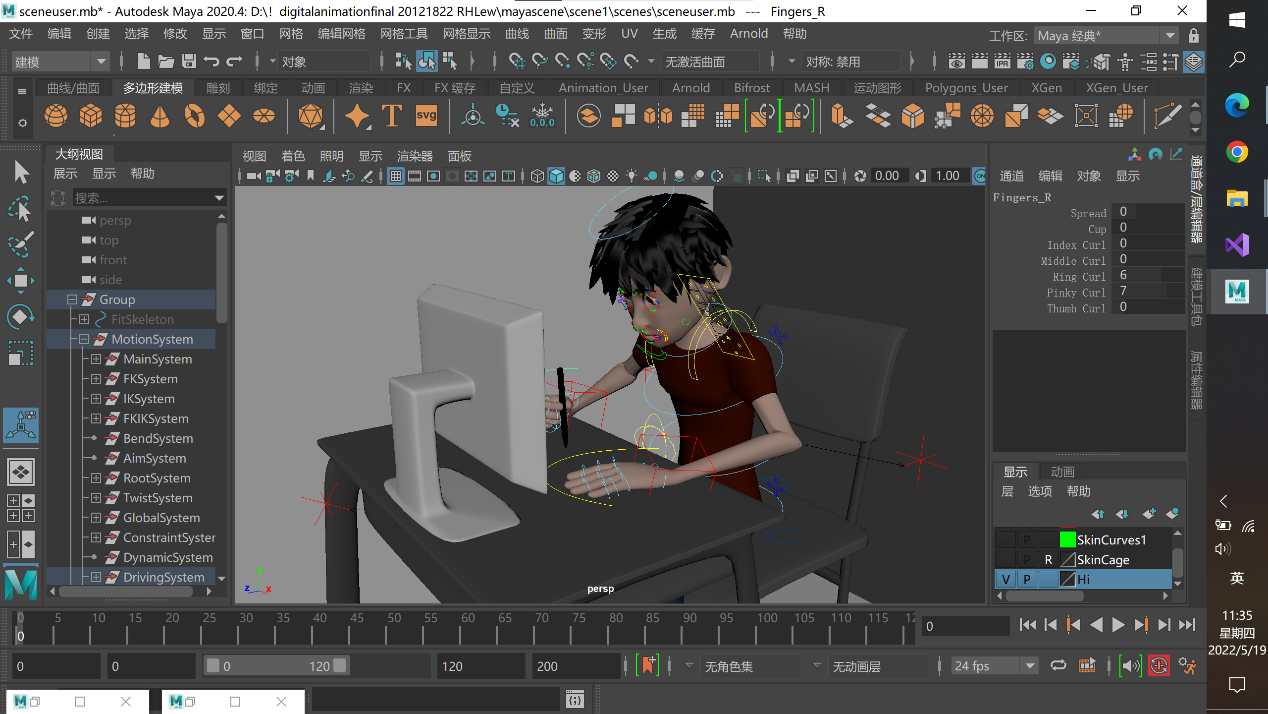 sceneuser.mb* - Autodesk Maya 2020.4: D:\! digitalanimationfinal 20121822 RHLew\mayascene\scene1\scenes\sceneuser.mb --- Fingers_R
文件 编辑 创建 选择 修改 显示 窗口 网格 编辑网格 网格工具 网格显示 曲线 曲面 变形 UV 生成 缓存 Arnold 帮助
工作区: Maya 经典*
建模 对象 无激活曲面 对称: 禁用
曲线/曲面 多边形建模 雕刻 绑定 动画 渲染 FX FX 缓存 自定义 Animation_User Arnold Bifrost MASH 运动图形 Polygons_User XGen XGen_User
svg 0,0,0
大纲视图
展示 显示 帮助
搜索...
persp
top
front
side
Group
FitSkeleton
MotionSystem
MainSystem
FKSystem
IKSystem
FKIKSystem
BendSystem
AimSystem
RootSystem
TwistSystem
GlobalSystem
ConstraintSyster
DynamicSystem
DrivingSystem
视图 着色 照明 显示 渲染器 面板
0.00 1.00
persp
y
z x
通道 编辑 对象 显示
Fingers_R
Spread 0
Cup 0
Index Curl 0
Middle Curl 0
Ring Curl 6
Pinky Curl 7
Thumb Curl 0
通道盒/层编辑器
建模工具包
属性编辑器
显示 动画
层 选项 帮助
P SkinCurves1
P R SkinCage
V P Hi
0 5 10 15 20 25 30 35 40 45 50 55 60 65 70 75 80 85 90 95 100 105 110 115 12
0
0
0 0 0 120 120 200 无角色集 无动画层 24 fps
英
11:35
星期四
2022/5/19